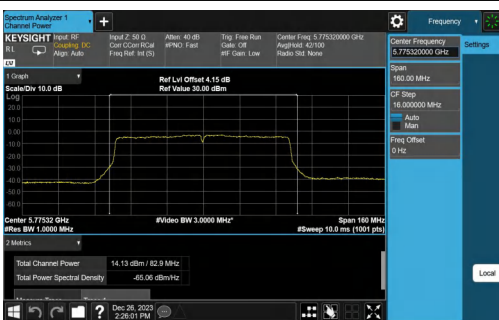 Spectrum Analyzer 1
Channel Power
Frequency
KEYSIGHT
Input: RF
Input Z: 50 Ω
Atten: 40 dB
Trig: Free Run
Center Freq: 5.775320000 GHz
RL
Coupling: DC
Corr CCorr RCal
#PNO: Fast
Gate: Off
Avg|Hold: 42/100
Align: Auto
Freq Ref: Int (S)
#IF Gain: Low
Radio Std: None
Center Frequency
5.775320000 GHz
Settings
Span
160.00 MHz
CF Step
16.000000 MHz
Auto
Man
Freq Offset
0 Hz
1 Graph
Ref Lvl Offset 4.15 dB
Scale/Div 10.0 dB
Ref Value 30.00 dBm
Log
20.0
10.0
0.00
-10.0
-20.0
-30.0
-40.0
-50.0
-60.0
Center 5.77532 GHz
#Video BW 3.0000 MHz*
Span 160 MHz
#Res BW 1.0000 MHz
#Sweep 10.0 ms (1001 pts)
2 Metrics
Total Channel Power
14.13 dBm / 82.9 MHz
Total Power Spectral Density
-65.06 dBm/Hz
Local
?
Dec 26, 2023
2:26:01 PM